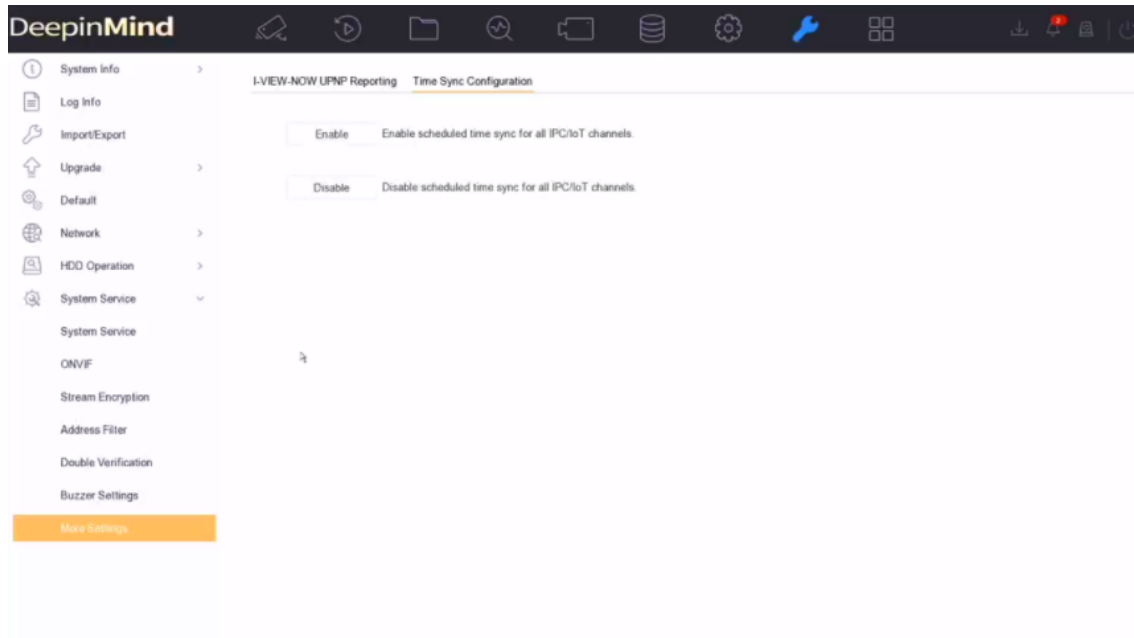 DeepinMind
2
System Info
Log Info
Import/Export
Upgrade
Default
Network
HDD Operation
System Service
System Service
ONVIF
Stream Encryption
Address Filter
Double Verification
Buzzer Settings
More Settings
I-VIEW-NOW UPNP Reporting Time Sync Configuration
Enable Enable scheduled time sync for all IPC/IoT channels.
Disable Disable scheduled time sync for all IPC/IoT channels.